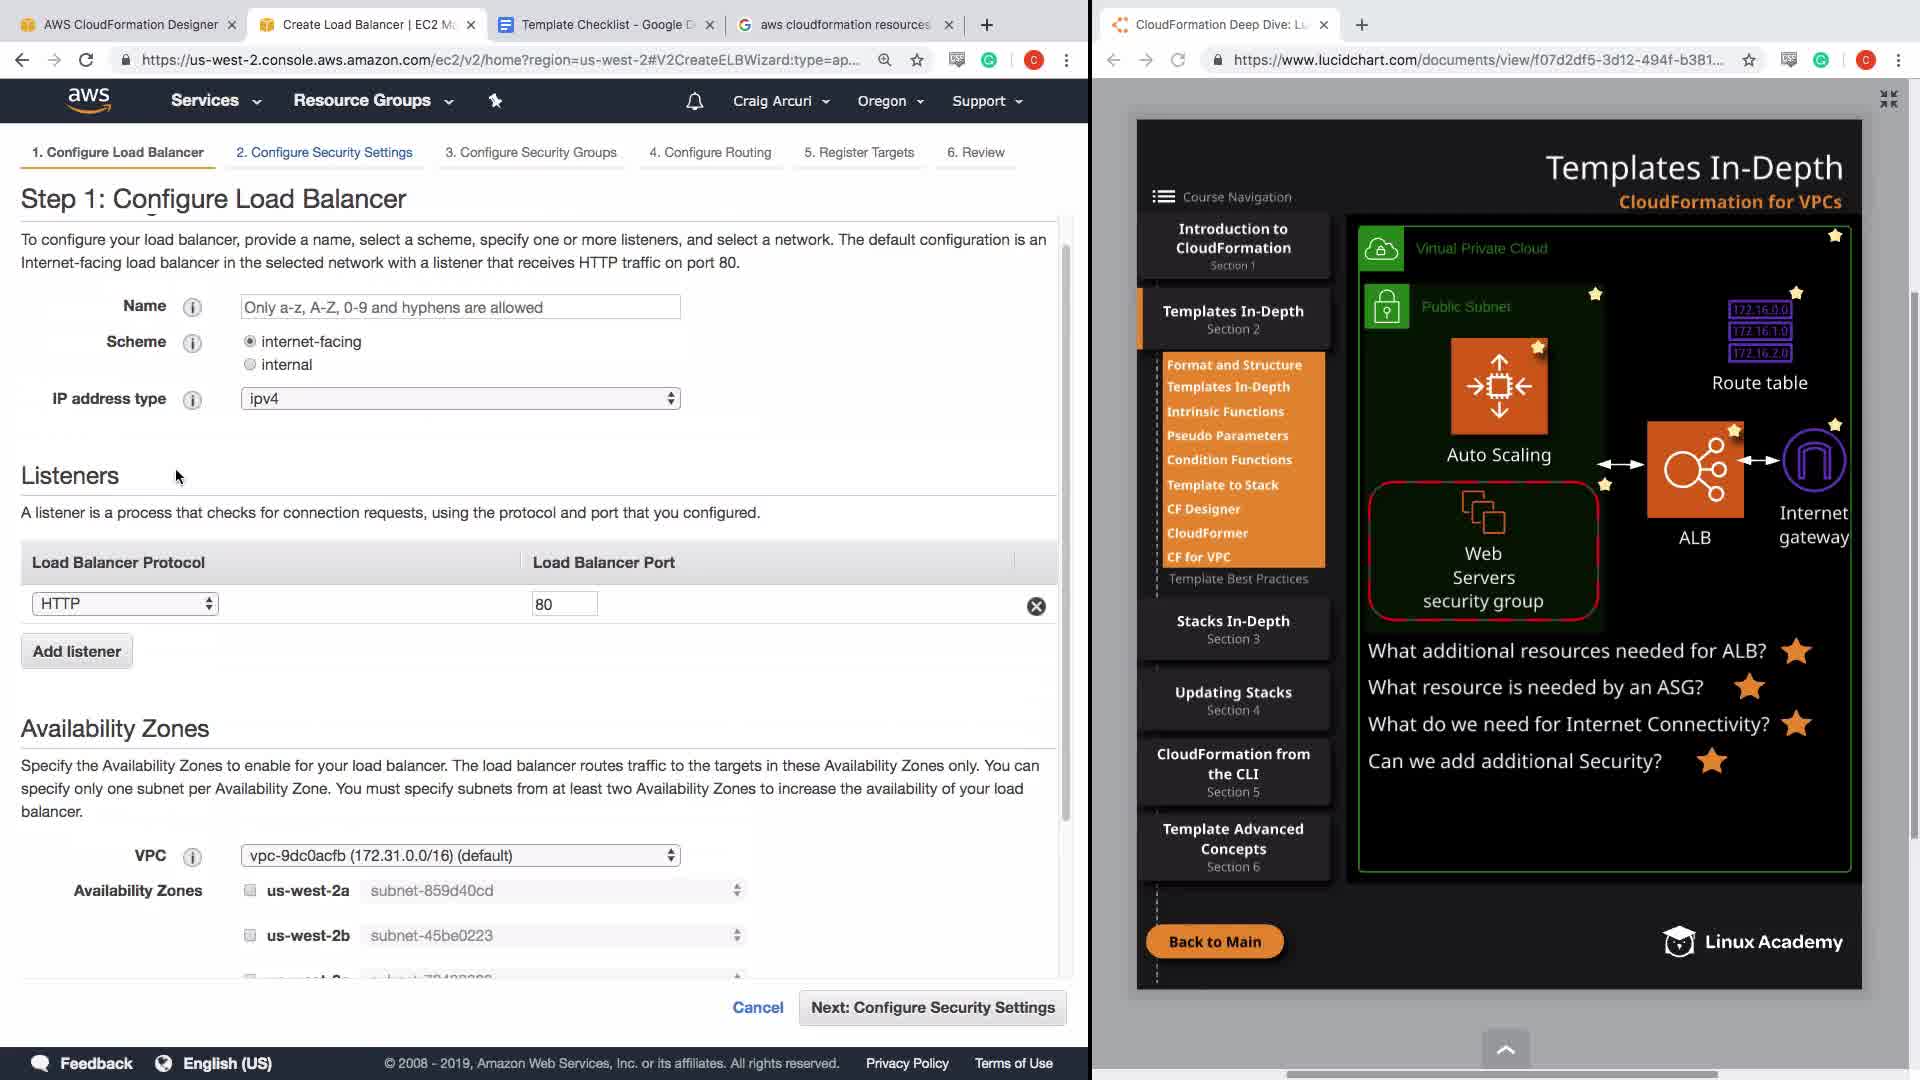 AWS CloudFormation Designer
Create Load Balancer | EC2 M
Template Checklist - Google D
aws cloudformation resources
https://us-west-2.console.aws.amazon.com/ec2/v2/home?region=us-west-2#V2CreateELBWizard:type=ap...
aws
Services
Resource Groups
Craig Arcuri
Oregon
Support
1. Configure Load Balancer
2. Configure Security Settings
3. Configure Security Groups
4. Configure Routing
5. Register Targets
6. Review
Step 1: Configure Load Balancer
To configure your load balancer, provide a name, select a scheme, specify one or more listeners, and select a network. The default configuration is an
Internet-facing load balancer in the selected network with a listener that receives HTTP traffic on port 80.
Name
Only a-z, A-Z, 0-9 and hyphens are allowed
Scheme
internet-facing
internal
IP address type
ipv4
Listeners
A listener is a process that checks for connection requests, using the protocol and port that you configured.
Load Balancer Protocol
Load Balancer Port
HTTP
80
Add listener
Availability Zones
Specify the Availability Zones to enable for your load balancer. The load balancer routes traffic to the targets in these Availability Zones only. You can
specify only one subnet per Availability Zone. You must specify subnets from at least two Availability Zones to increase the availability of your load
balancer.
VPC
vpc-9dc0acfb (172.31.0.0/16) (default)
Availability Zones
us-west-2a
subnet-859d40cd
us-west-2b
subnet-45be0223
Cancel
Next: Configure Security Settings
Feedback
English (US)
© 2008 - 2019, Amazon Web Services, Inc. or its affiliates. All rights reserved.
Privacy Policy
Terms of Use
CloudFormation Deep Dive: Lu
https://www.lucidchart.com/documents/view/f07d2df5-3d12-494f-b381...
C
C
Templates In-Depth
CloudFormation for VPCs
Course Navigation
Introduction to
CloudFormation
Section 1
Templates In-Depth
Section 2
Format and Structure
Templates In-Depth
Intrinsic Functions
Pseudo Parameters
Condition Functions
Template to Stack
CF Designer
CloudFormer
CF for VPC
Template Best Practices
Stacks In-Depth
Section 3
Updating Stacks
Section 4
CloudFormation from
the CLI
Section 5
Template Advanced
Concepts
Section 6
Back to Main
Virtual Private Cloud
Public Subnet
Auto Scaling
Web
Servers
security group
172.16.0.0
172.16.1.0
172.16.2.0
Route table
ALB
Internet
gateway
What additional resources needed for ALB?
What resource is needed by an ASG?
What do we need for Internet Connectivity?
Can we add additional Security?
Linux Academy